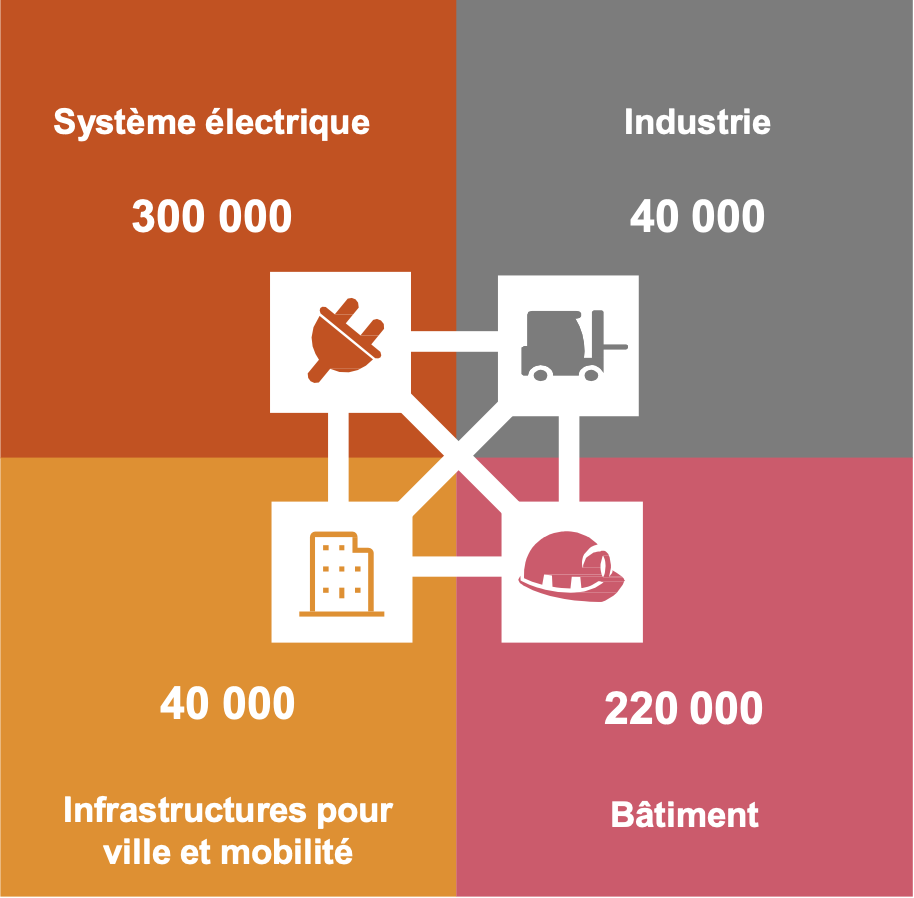 Système électrique
300 000
Industrie
40 000
40 000
Infrastructures pour
ville et mobilité
220 000
Bâtiment